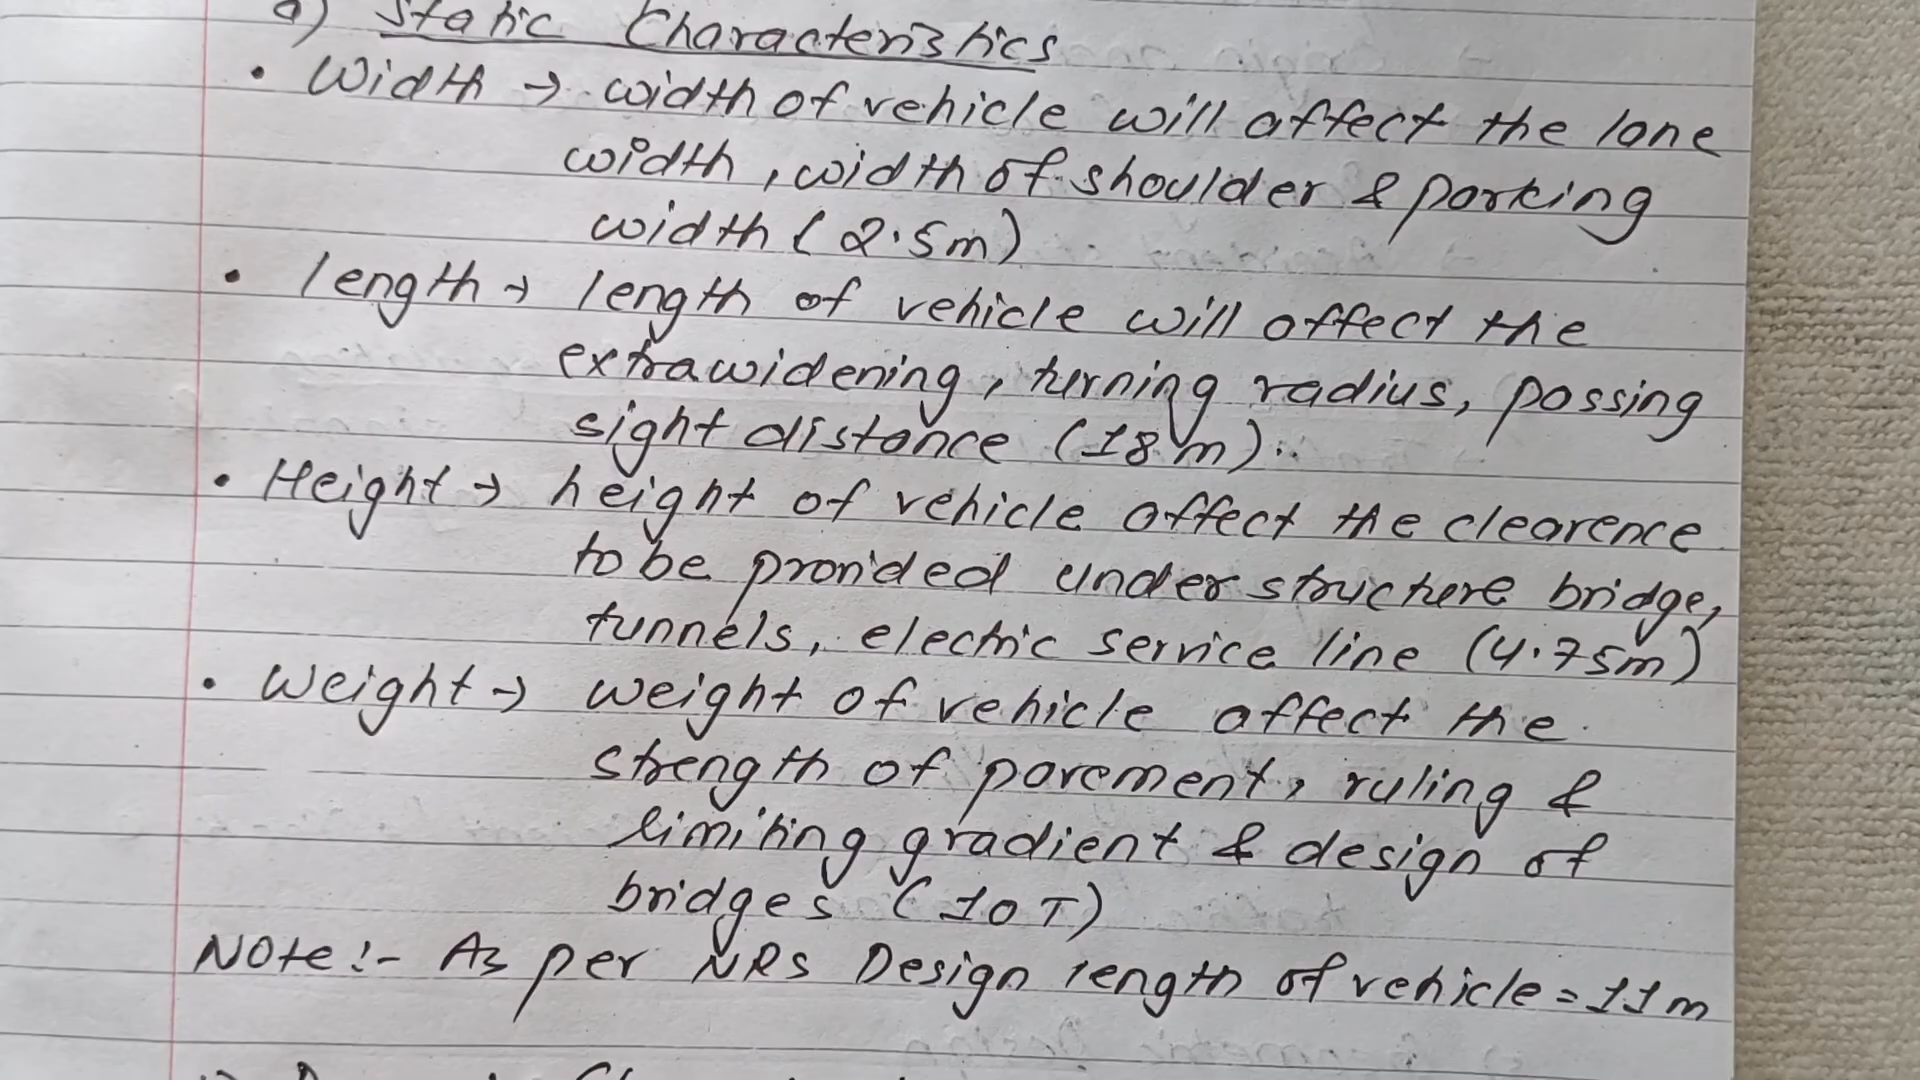 a) Static Characteristics
• Width → width of vehicle will affect the lane
width, width of shoulder & parking
width (2.5m)
• length → length of vehicle will affect the
extrawidening, turning radius, passing
sight distance (18m)..
• Height → height of vehicle affect the clearence
to be provided under structure bridge,
tunnels, electric service line (4.75m)
• Weight → weight of vehicle affect the
strength of pavement, ruling &
limiting gradient & design of
bridges (10T)
NOte:- As per NRs Design length of vehicle = 11m